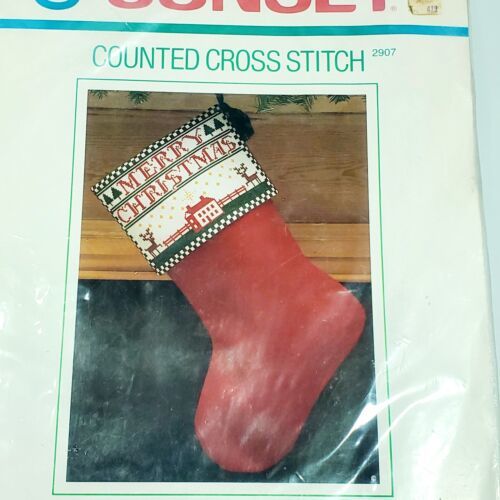 SUNSET®
COUNTED CROSS STITCH 2907
MERRY
CHRISTMAS